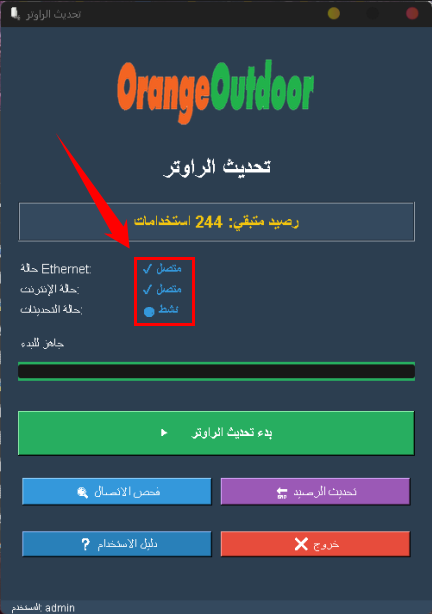 تحديث الراوتر
OrangeOutdoor
تحديث الراوتر
رصيد متبقي: 244 استخدامات
حالة Ethernet: ✓ متصل
حالة الإنترنت: ✓ متصل
حالة التحديثات: ● نشط
جاهز للبدء
بدء تحديث الراوتر
فحص الاتصال
تحديث الرصيد
دليل الاستخدام ?
خروج
المستخدم: admin